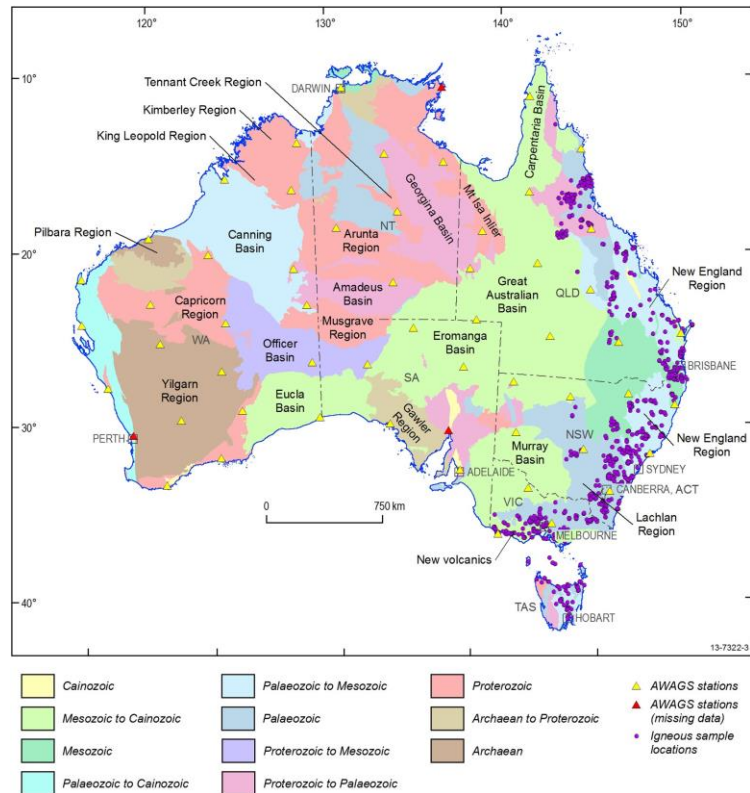 120°
130°
140°
150°
10°
20°
30°
40°
Tennant Creek Region
DARWIN
Kimberley Region
King Leopold Region
Carpentaria Basin
Georgina Basin
Mt Isa Inlier
Pilbara Region
Canning
Basin
NT
Arunta
Region
New England
Region
Great
Australian
Basin
QLD
Amadeus
Basin
Capricorn
Region
Musgrave
Region
WA
Officer
Basin
Eromanga
Basin
BRISBANE
SA
Yilgarn
Region
Eucla
Basin
Gawler
Region
New England
Region
PERTH
NSW
Murray
Basin
SYDNEY
ADELAIDE
CANBERRA, ACT
VIC
Lachlan
Region
0
750 km
MELBOURNE
New volcanics
TAS
HOBART
13-7322-3
Cainozoic
Mesozoic to Cainozoic
Mesozoic
Palaeozoic to Cainozoic
Palaeozoic to Mesozoic
Palaeozoic
Proterozoic to Mesozoic
Proterozoic to Palaeozoic
Proterozoic
Archaean to Proterozoic
Archaean
AWAGS stations
AWAGS stations
(missing data)
Igneous sample
locations